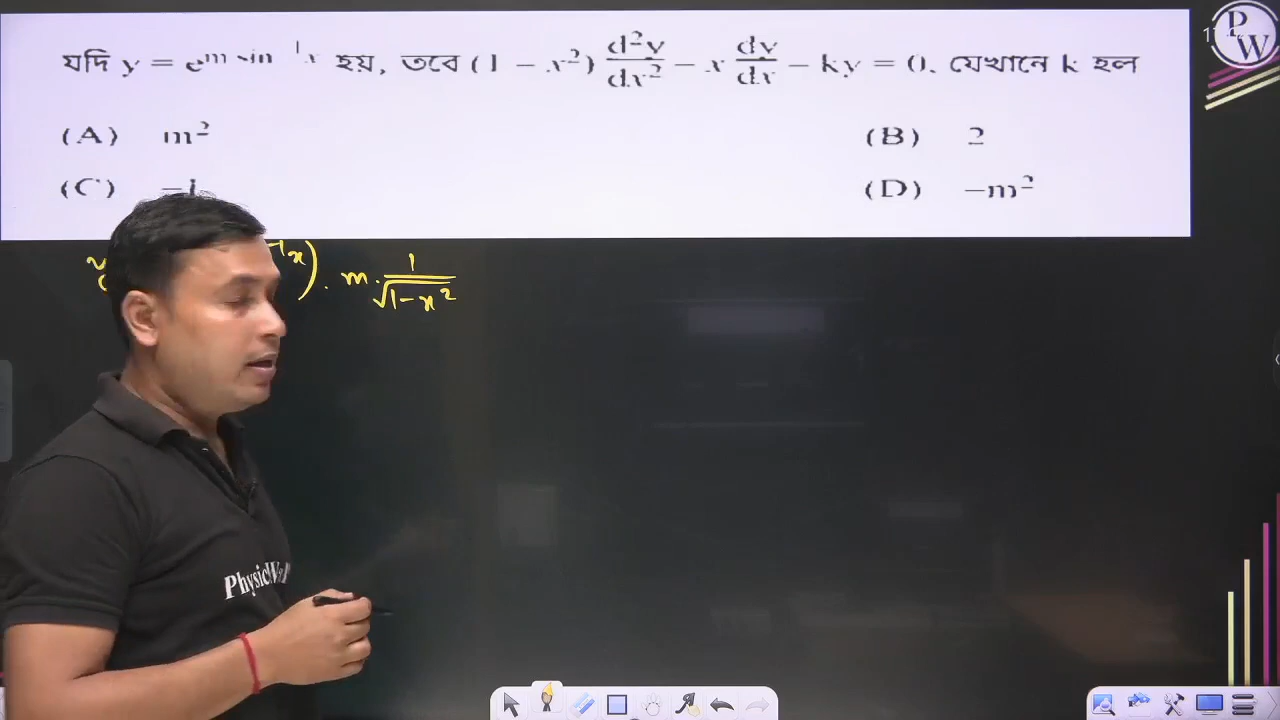 যদি y = e^{m sin^{-1}x} হয়, তবে (1 − x²) d²y/dx² − x dy/dx − ky = 0. যেখানে k হল
(A) m² (B) 2
(C) (D) −m²
⁻¹x). m · 1/√(1−x²)
PW